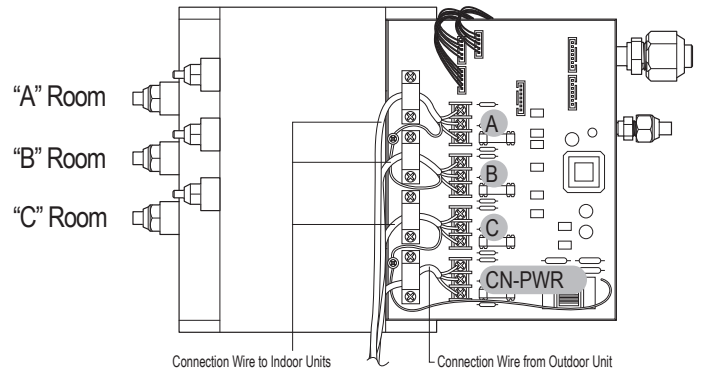 “A” Room
“B” Room
“C” Room
A
B
C
CN-PWR
Connection Wire to Indoor Units
Connection Wire from Outdoor Unit